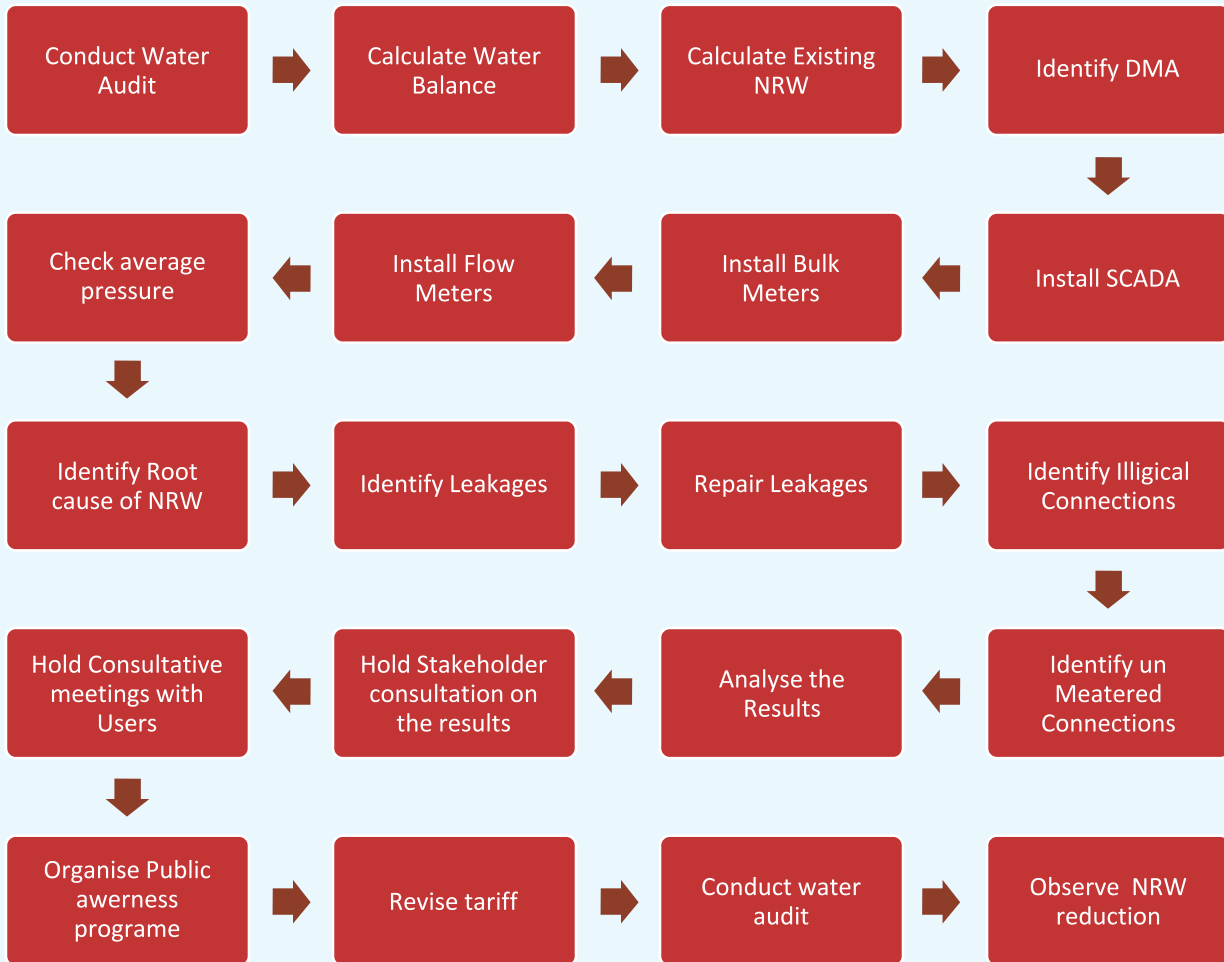 Conduct Water
Audit
Calculate Water
Balance
Calculate Existing
NRW
Identify DMA
Check average
pressure
Install Flow
Meters
Install Bulk
Meters
Install SCADA
Identify Root
cause of NRW
Identify Leakages
Repair Leakages
Identify Illigical
Connections
Hold Consultative
meetings with
Users
Hold Stakeholder
consultation on
the results
Analyse the
Results
Identify un
Meatered
Connections
Organise Public
awerness
programe
Revise tariff
Conduct water
audit
Observe NRW
reduction